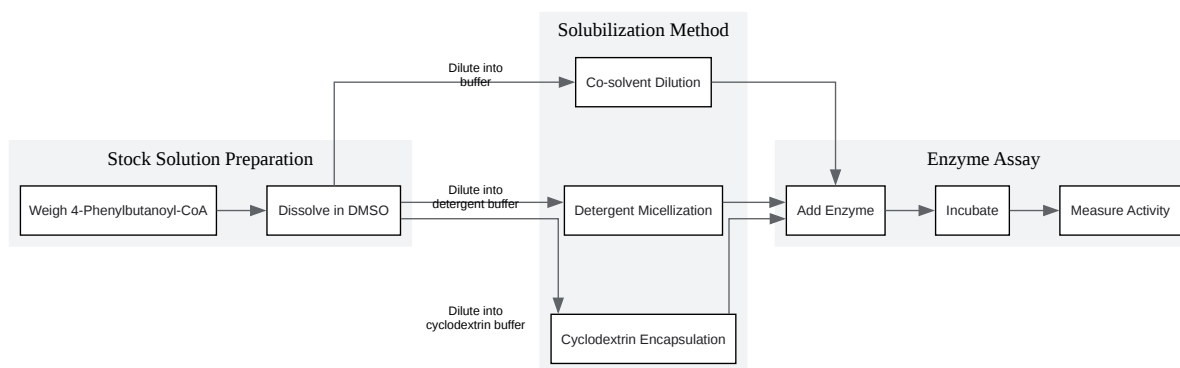 Solubilization Method
Dilute into
buffer
Co-solvent Dilution
Stock Solution Preparation
Enzyme Assay
Weigh 4-Phenylbutanoyl-CoA
Dissolve in DMSO
Dilute into
detergent buffer
Detergent Micellization
Add Enzyme
Incubate
Measure Activity
Dilute into
cyclodextrin buffer
Cyclodextrin Encapsulation